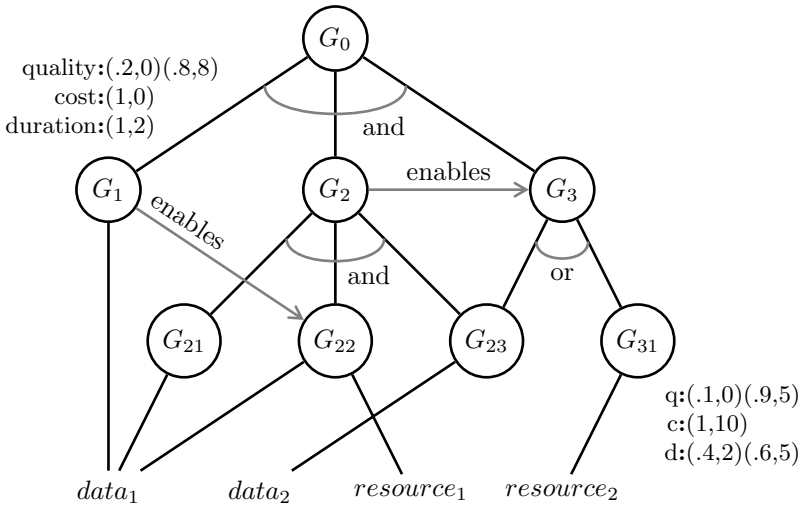 G₀
quality:(.2,0)(.8,8)
cost:(1,0)
duration:(1,2)
and
G₁
enables
G₂
enables
G₃
and
or
G₂₁
G₂₂
G₂₃
G₃₁
q:(.1,0)(.9,5)
c:(1,10)
d:(.4,2)(.6,5)
data₁
data₂
resource₁
resource₂